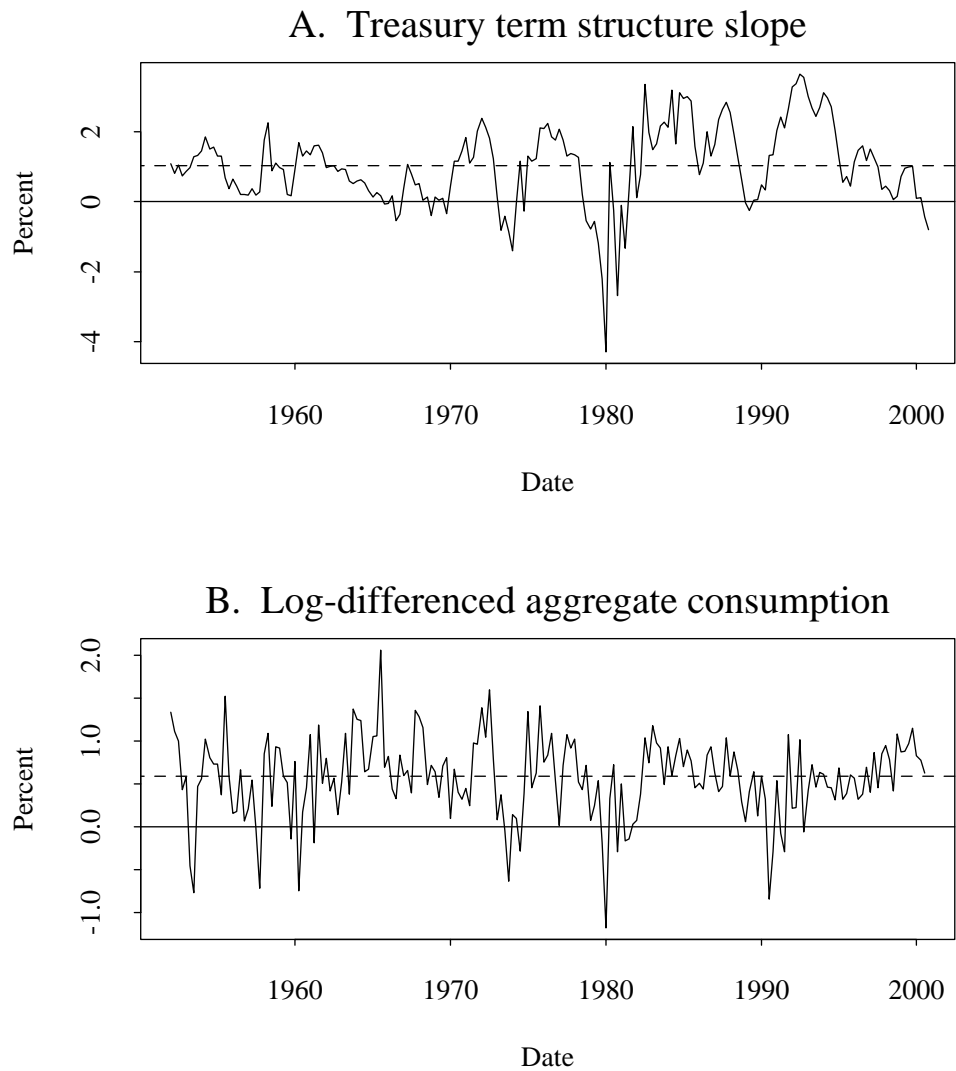 A. Treasury term structure slope
Percent
2
0
-2
-4
1960 1970 1980 1990 2000
Date
B. Log-differenced aggregate consumption
Percent
2.0
1.0
0.0
-1.0
1960 1970 1980 1990 2000
Date